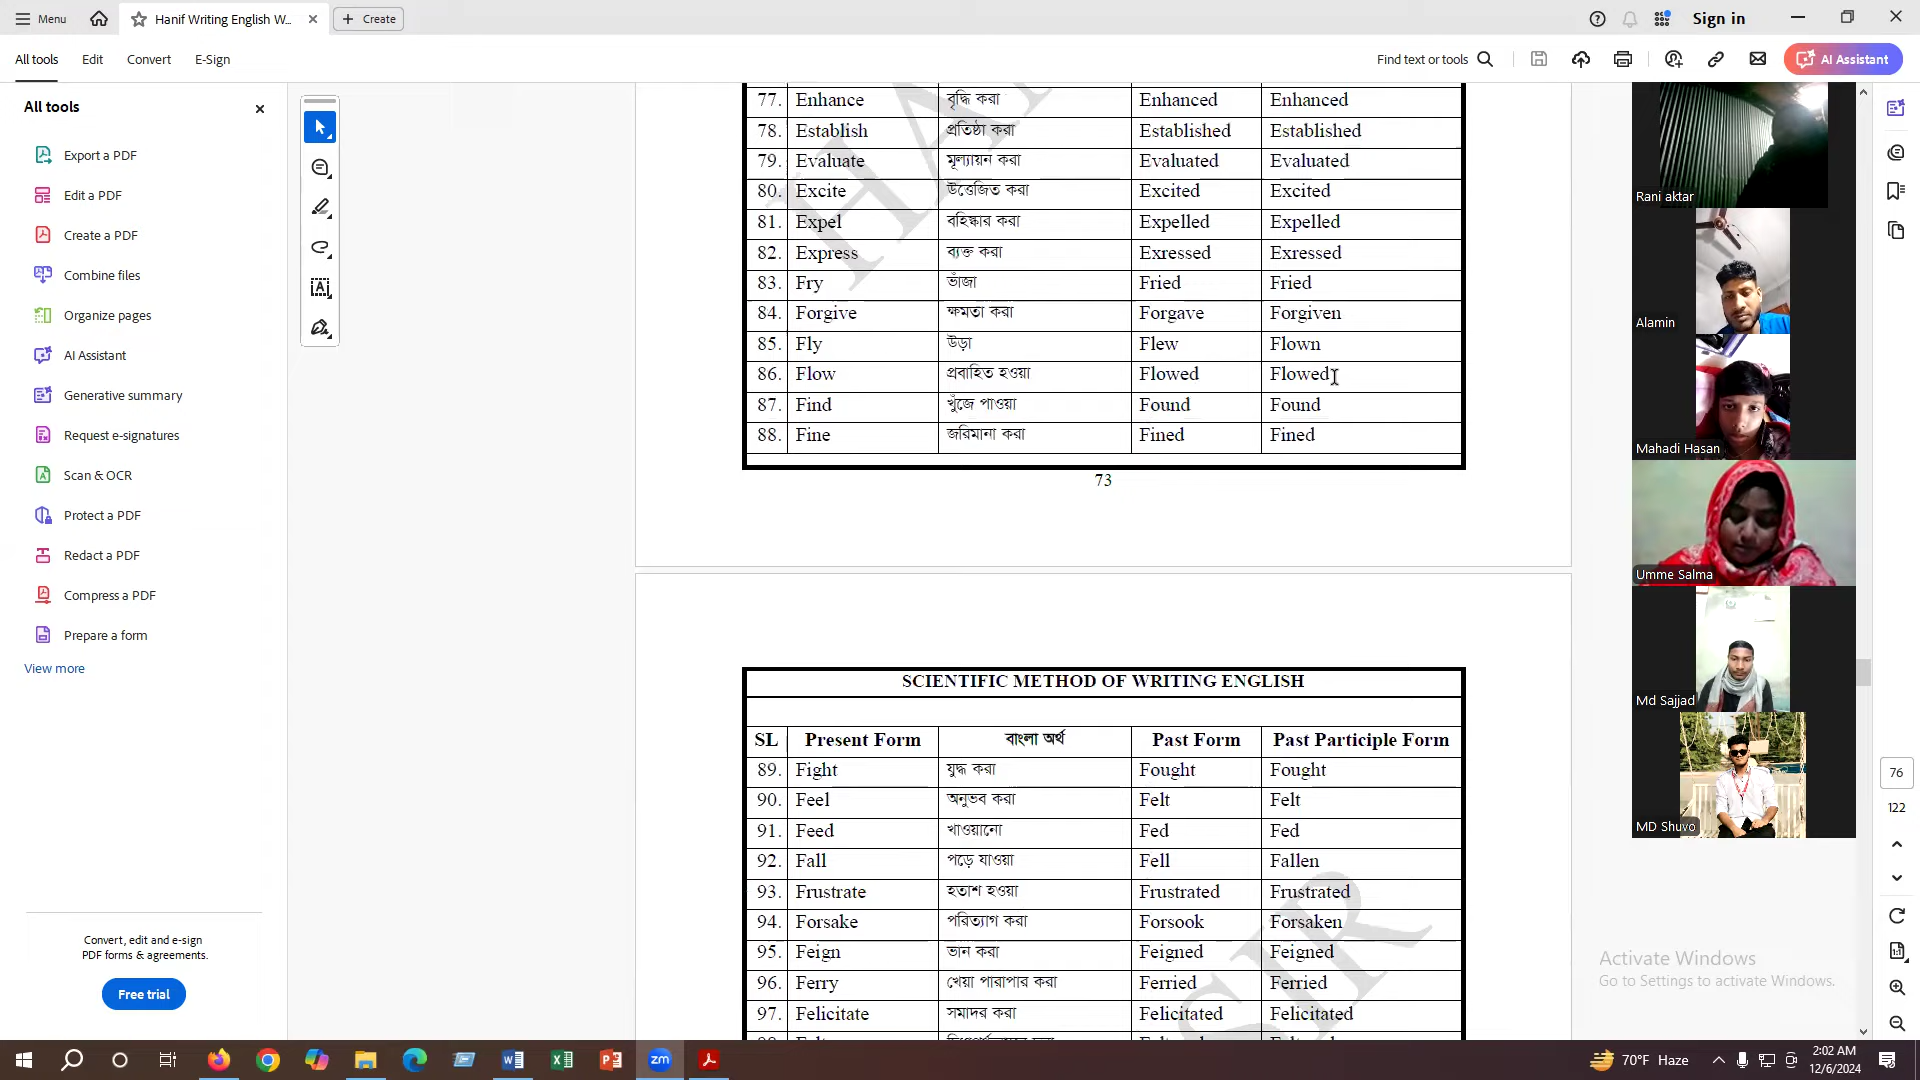 Menu
Hanif Writing English W...
Create
Sign in
All tools
Edit
Convert
E-Sign
Find text or tools
AI Assistant
All tools
Export a PDF
Edit a PDF
Create a PDF
Combine files
Organize pages
AI Assistant
Generative summary
Request e-signatures
Scan & OCR
Protect a PDF
Redact a PDF
Compress a PDF
Prepare a form
View more
Convert, edit and e-sign
PDF forms & agreements.
Free trial
77. Enhance বৃদ্ধি করা Enhanced Enhanced
78. Establish প্রতিষ্ঠা করা Established Established
79. Evaluate মূল্যায়ন করা Evaluated Evaluated
80. Excite উত্তেজিত করা Excited Excited
81. Expel বহিষ্কার করা Expelled Expelled
82. Express ব্যক্ত করা Exressed Exressed
83. Fry ভাঁজা Fried Fried
84. Forgive ক্ষমতা করা Forgave Forgiven
85. Fly উড়া Flew Flown
86. Flow প্রবাহিত হওয়া Flowed Flowed
87. Find খুঁজে পাওয়া Found Found
88. Fine জরিমানা করা Fined Fined
73
SCIENTIFIC METHOD OF WRITING ENGLISH
SL Present Form বাংলা অর্থ Past Form Past Participle Form
89. Fight যুদ্ধ করা Fought Fought
90. Feel অনুভব করা Felt Felt
91. Feed খাওয়ানো Fed Fed
92. Fall পড়ে যাওয়া Fell Fallen
93. Frustrate হতাশ হওয়া Frustrated Frustrated
94. Forsake পরিত্যাগ করা Forsook Forsaken
95. Feign ভান করা Feigned Feigned
96. Ferry খেয়া পারাপার করা Ferried Ferried
97. Felicitate সমাদর করা Felicitated Felicitated
SIR
Rani aktar
Alamin
Mahadi Hasan
Umme Salma
Md Sajjad
MD Shuvo
76
122
Activate Windows
Go to Settings to activate Windows.
70°F Haze
2:02 AM
12/6/2024